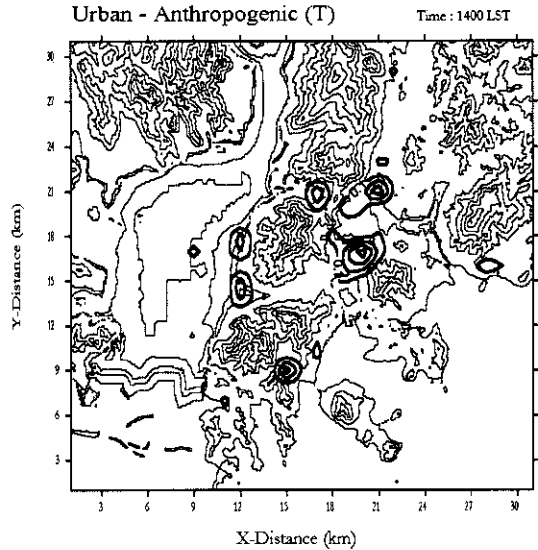 Urban - Anthropogenic (T)
Time : 1400 LST
30
27
24
21
18
15
12
9
6
3
Y-Distance (km)
3 6 9 12 15 18 21 24 27 30
X-Distance (km)